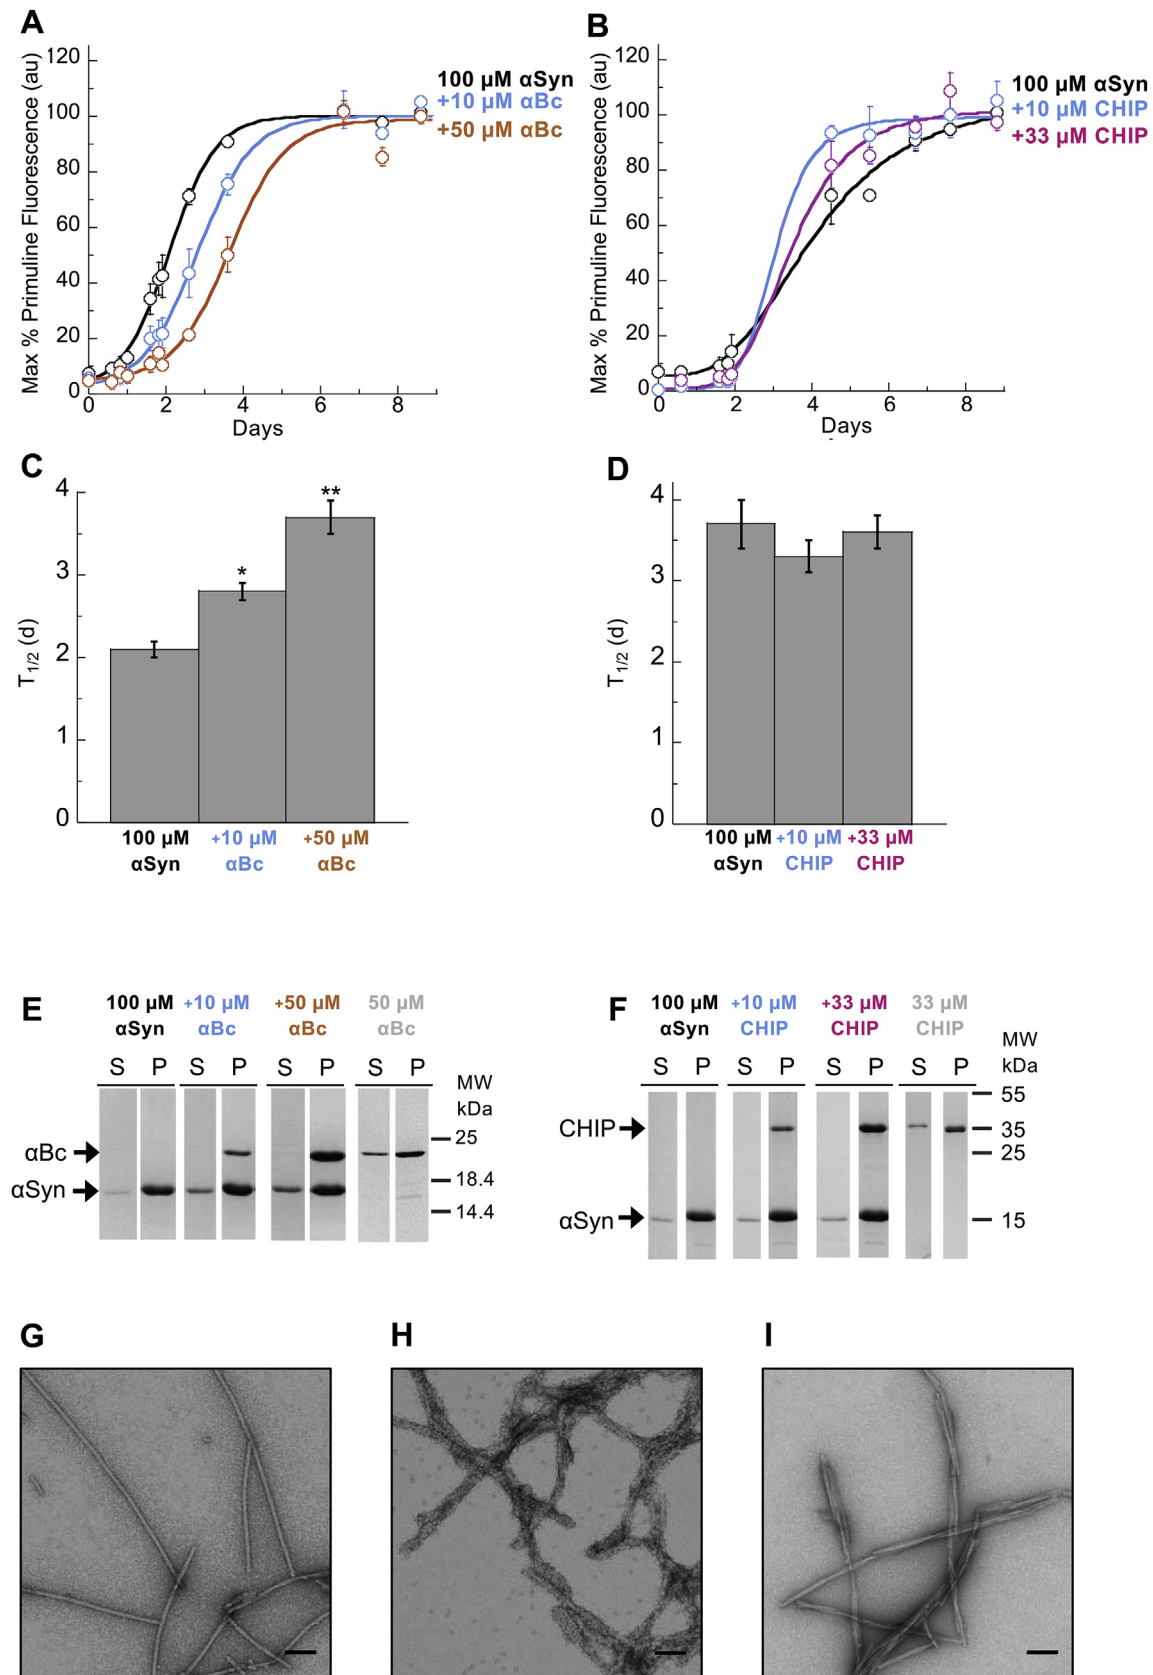 A
Max % Primuline Fluorescence (au)
120
100
80
60
40
20
0
0 2 4 6 8
Days
100 µM αSyn
+10 µM αBc
+50 µM αBc
B
Max % Primuline Fluorescence (au)
120
100
80
60
40
20
0
0 2 4 6 8
Days
100 µM αSyn
+10 µM CHIP
+33 µM CHIP
C
T1/2 (d)
4
3
2
1
0
*
**
100 µM +10 µM +50 µM
αSyn αBc αBc
D
T1/2 (d)
4
3
2
1
0
100 µM +10 µM +33 µM
αSyn CHIP CHIP
E
100 µM +10 µM +50 µM 50 µM
αSyn αBc αBc αBc
S P S P S P S P
MW
kDa
25
18.4
14.4
αBc
αSyn
F
100 µM +10 µM +33 µM 33 µM
αSyn CHIP CHIP CHIP
S P S P S P S P
MW
kDa
55
35
25
15
CHIP
αSyn
G
H
I